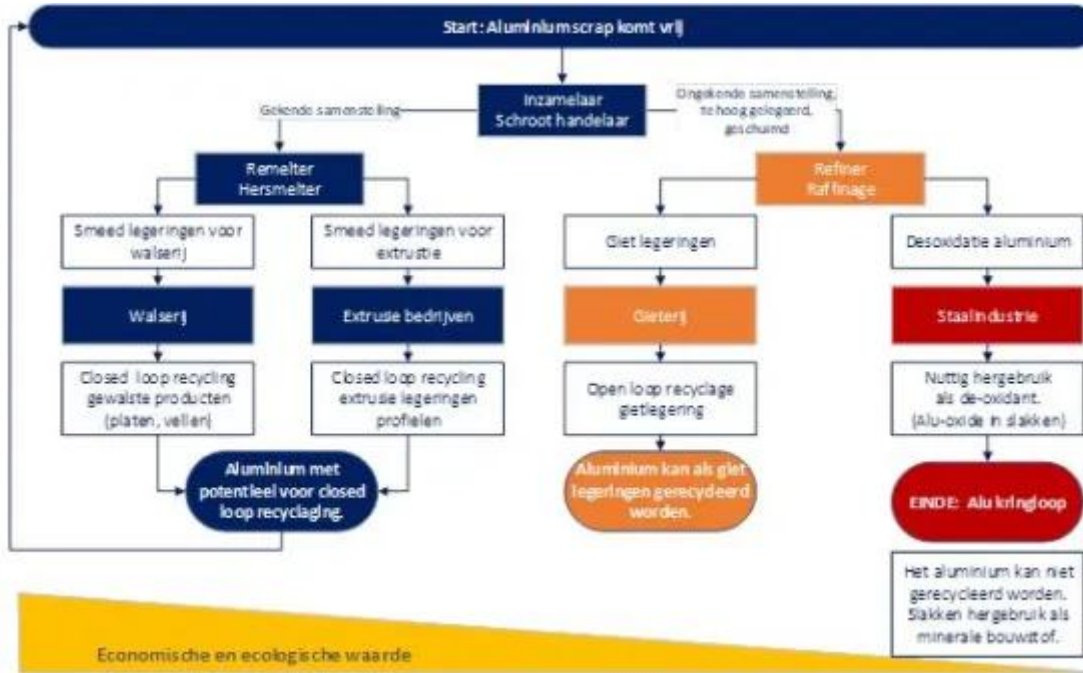 Start: Aluminium scrap komt vrij
Inzamelaar
Schroot handelaar
Gekende samenstelling
Ongekende samenstelling,
te hoog gelegeerd,
geschuimd
Remelter
Hersmelter
Refiner
Raffinage
Smeed legeringen voor
walserij
Smeed legeringen voor
extrustie
Giet legeringen
Desoxidatie aluminium
Walserij
Extrusie bedrijven
Gieterij
Staalindustrie
Closed loop recycling
gewalste producten
(platen, vellen)
Closed loop recycling
extrusie legeringen
profielen
Open loop recyclage
gietlegering
Nuttig hergebruik
als de-oxidant.
(Alu-oxide in slakken)
Aluminium met
potentieel voor closed
loop recyclaging.
Aluminium kan als giet
legeringen gerecycleerd
worden.
EINDE: Alu kringloop
Het aluminium kan niet
gerecycleerd worden.
Slakken hergebruik als
minerale bouwstof.
Economische en ecologische waarde